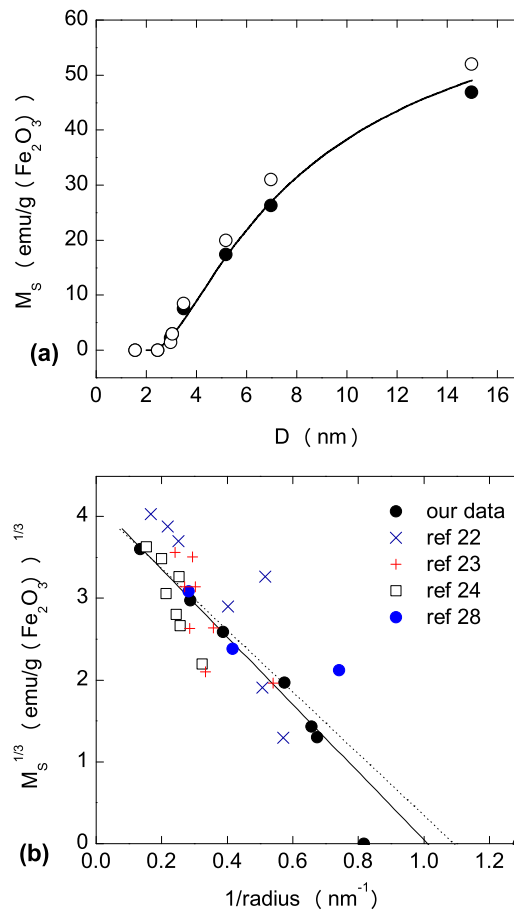 60
50
40
30
20
10
0
M_S (emu/g (Fe_2O_3))
(a)
0 2 4 6 8 10 12 14 16
D (nm)
our data
ref 22
ref 23
ref 24
ref 28
4
3
2
1
0
M_S^1/3 (emu/g (Fe_2O_3))^1/3
(b)
0.0 0.2 0.4 0.6 0.8 1.0 1.2
1/radius (nm^-1)